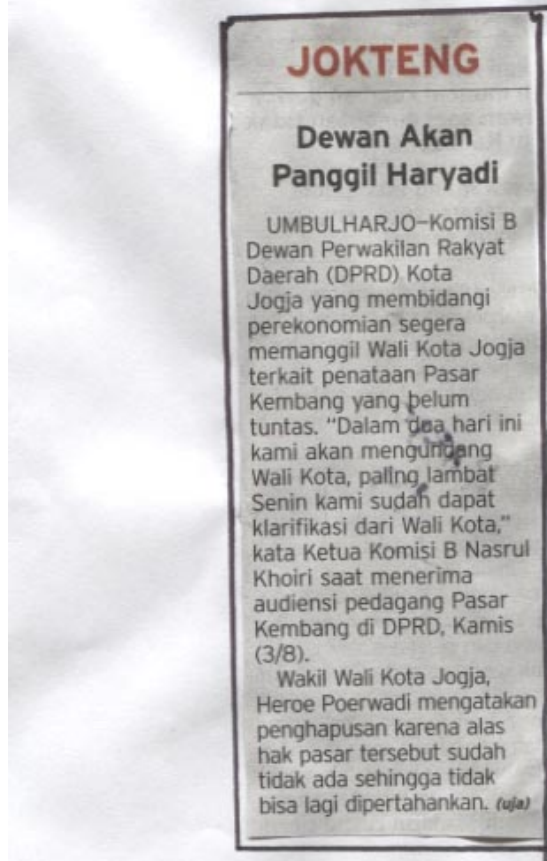 JOKTENG
Dewan Akan
Panggil Haryadi
UMBULHARJO—Komisi B
Dewan Perwakilan Rakyat
Daerah (DPRD) Kota
Jogja yang membidangi
perekonomian segera
memanggil Wali Kota Jogja
terkait penataan Pasar
Kembang yang belum
tuntas. “Dalam dua hari ini
kami akan mengundang
Wali Kota, paling lambat
Senin kami sudah dapat
klarifikasi dari Wali Kota,”
kata Ketua Komisi B Nasrul
Khoiri saat menerima
audiensi pedagang Pasar
Kembang di DPRD, Kamis
(3/8).
Wakil Wali Kota Jogja,
Heroe Poerwadi mengatakan
penghapusan karena alas
hak pasar tersebut sudah
tidak ada sehingga tidak
bisa lagi dipertahankan. (uja)